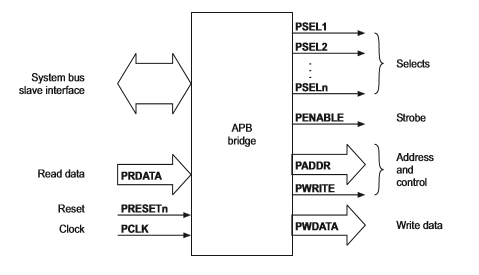 PSEL1
PSEL2
PSELn
Selects
System bus
slave interface
APB
bridge
PENABLE
Strobe
Read data
PRDATA
PADDR
Address
and
control
PWRITE
Reset
PRESETn
Clock
PCLK
PWDATA
Write data